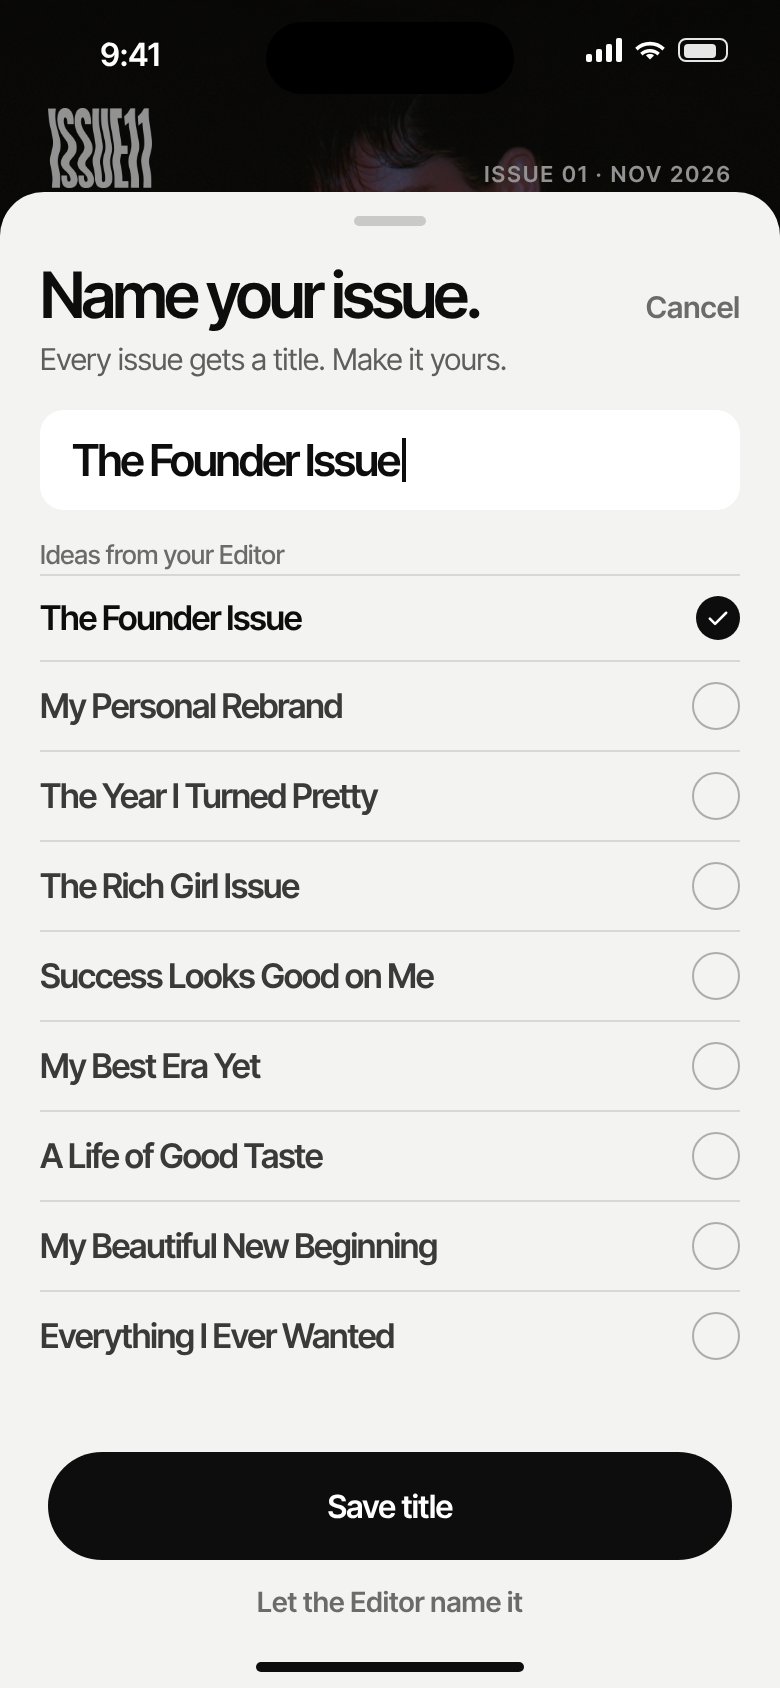 9:41
ISSUE11
ISSUE 01 · NOV 2026
Name your issue.
Cancel
Every issue gets a title. Make it yours.
The Founder Issue
Ideas from your Editor
The Founder Issue
My Personal Rebrand
The Year I Turned Pretty
The Rich Girl Issue
Success Looks Good on Me
My Best Era Yet
A Life of Good Taste
My Beautiful New Beginning
Everything I Ever Wanted
Save title
Let the Editor name it